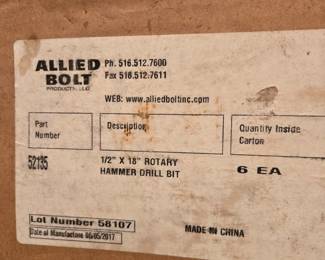 ALLIED
BOLT
PRODUCTS, LLC
Ph. 516.512.7600
Fax 516.512.7611
WEB: www.alliedboltinc.com
Part
Number
Description
Quantity Inside
Carton
52135
1/2" X 18" ROTARY
HAMMER DRILL BIT
6 EA
Lot Number 58107
Date of Manufacture 06/05/2017
MADE IN CHINA